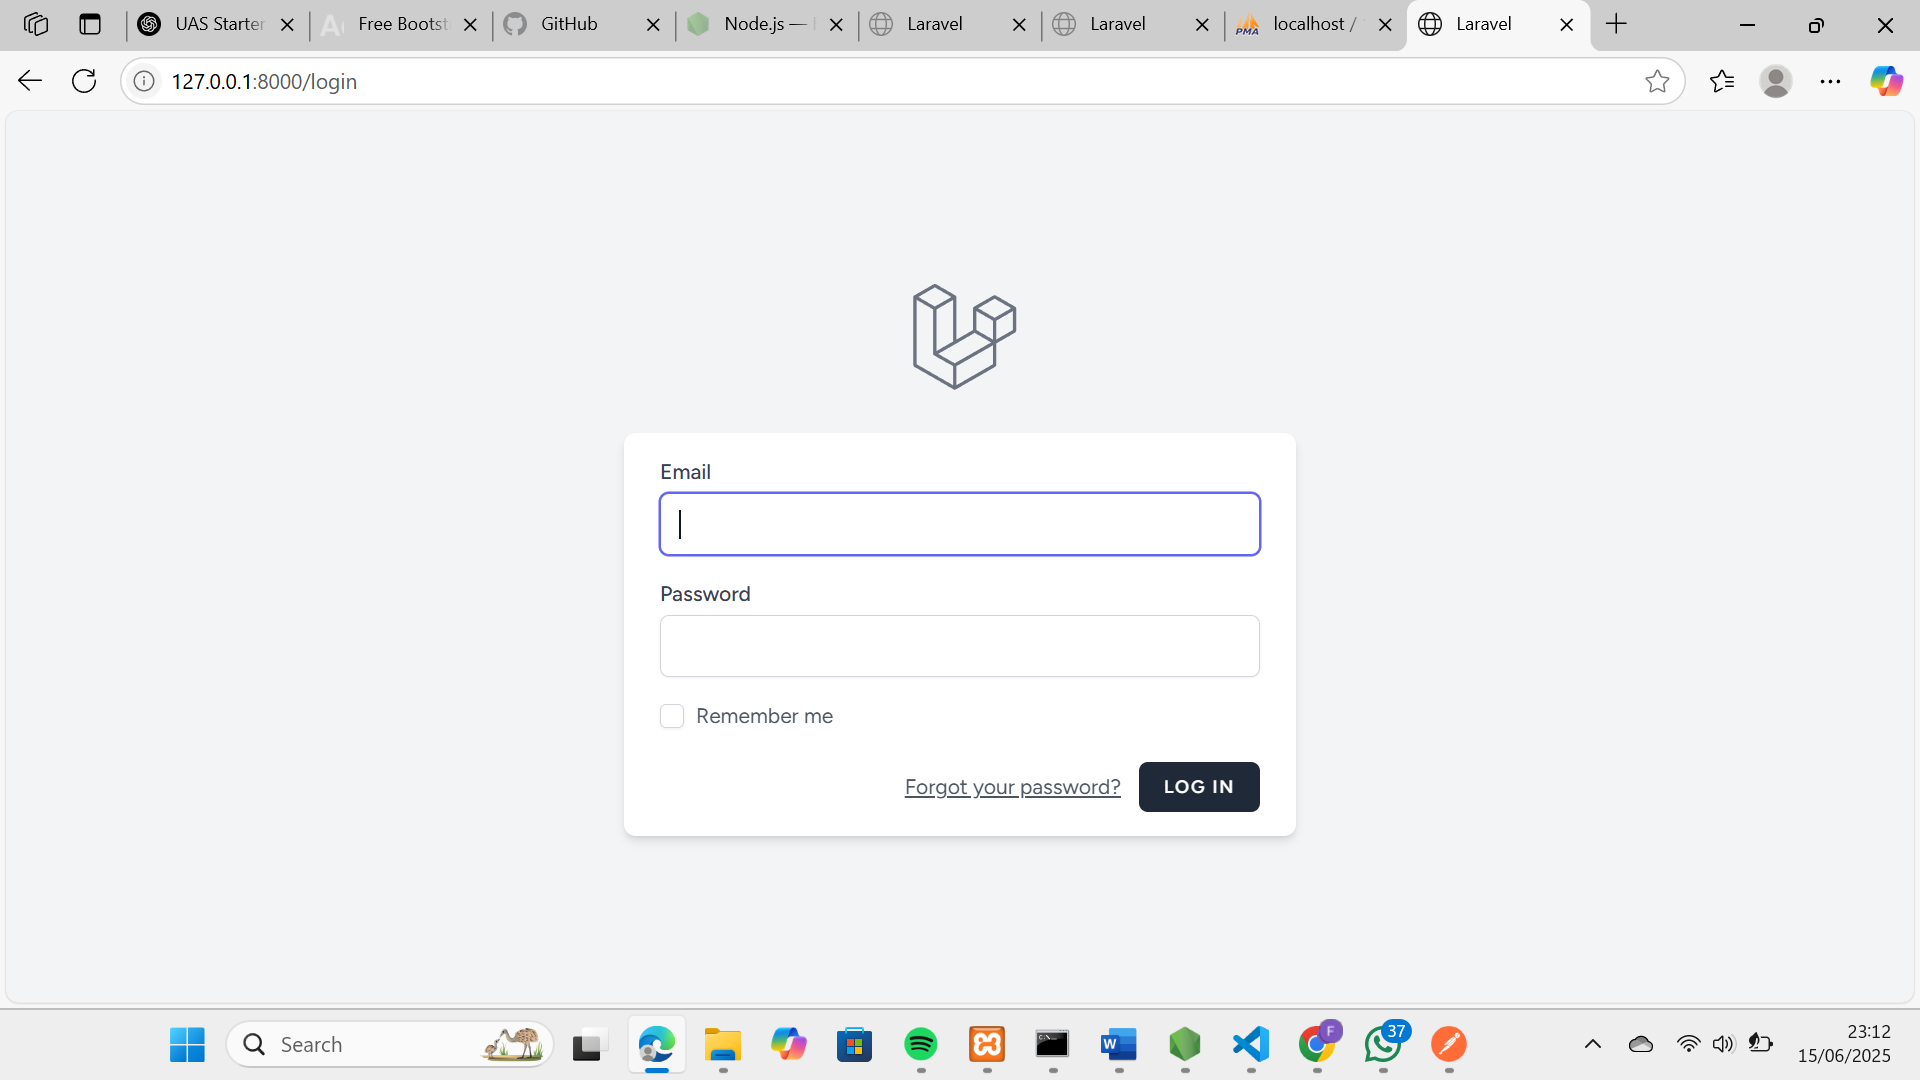 UAS Starter
Free Bootst
GitHub
Node.js —
Laravel
Laravel
localhost /
Laravel
127.0.0.1:8000/login
Email
Password
Remember me
Forgot your password?
LOG IN
Search
F
37
23:12
15/06/2025